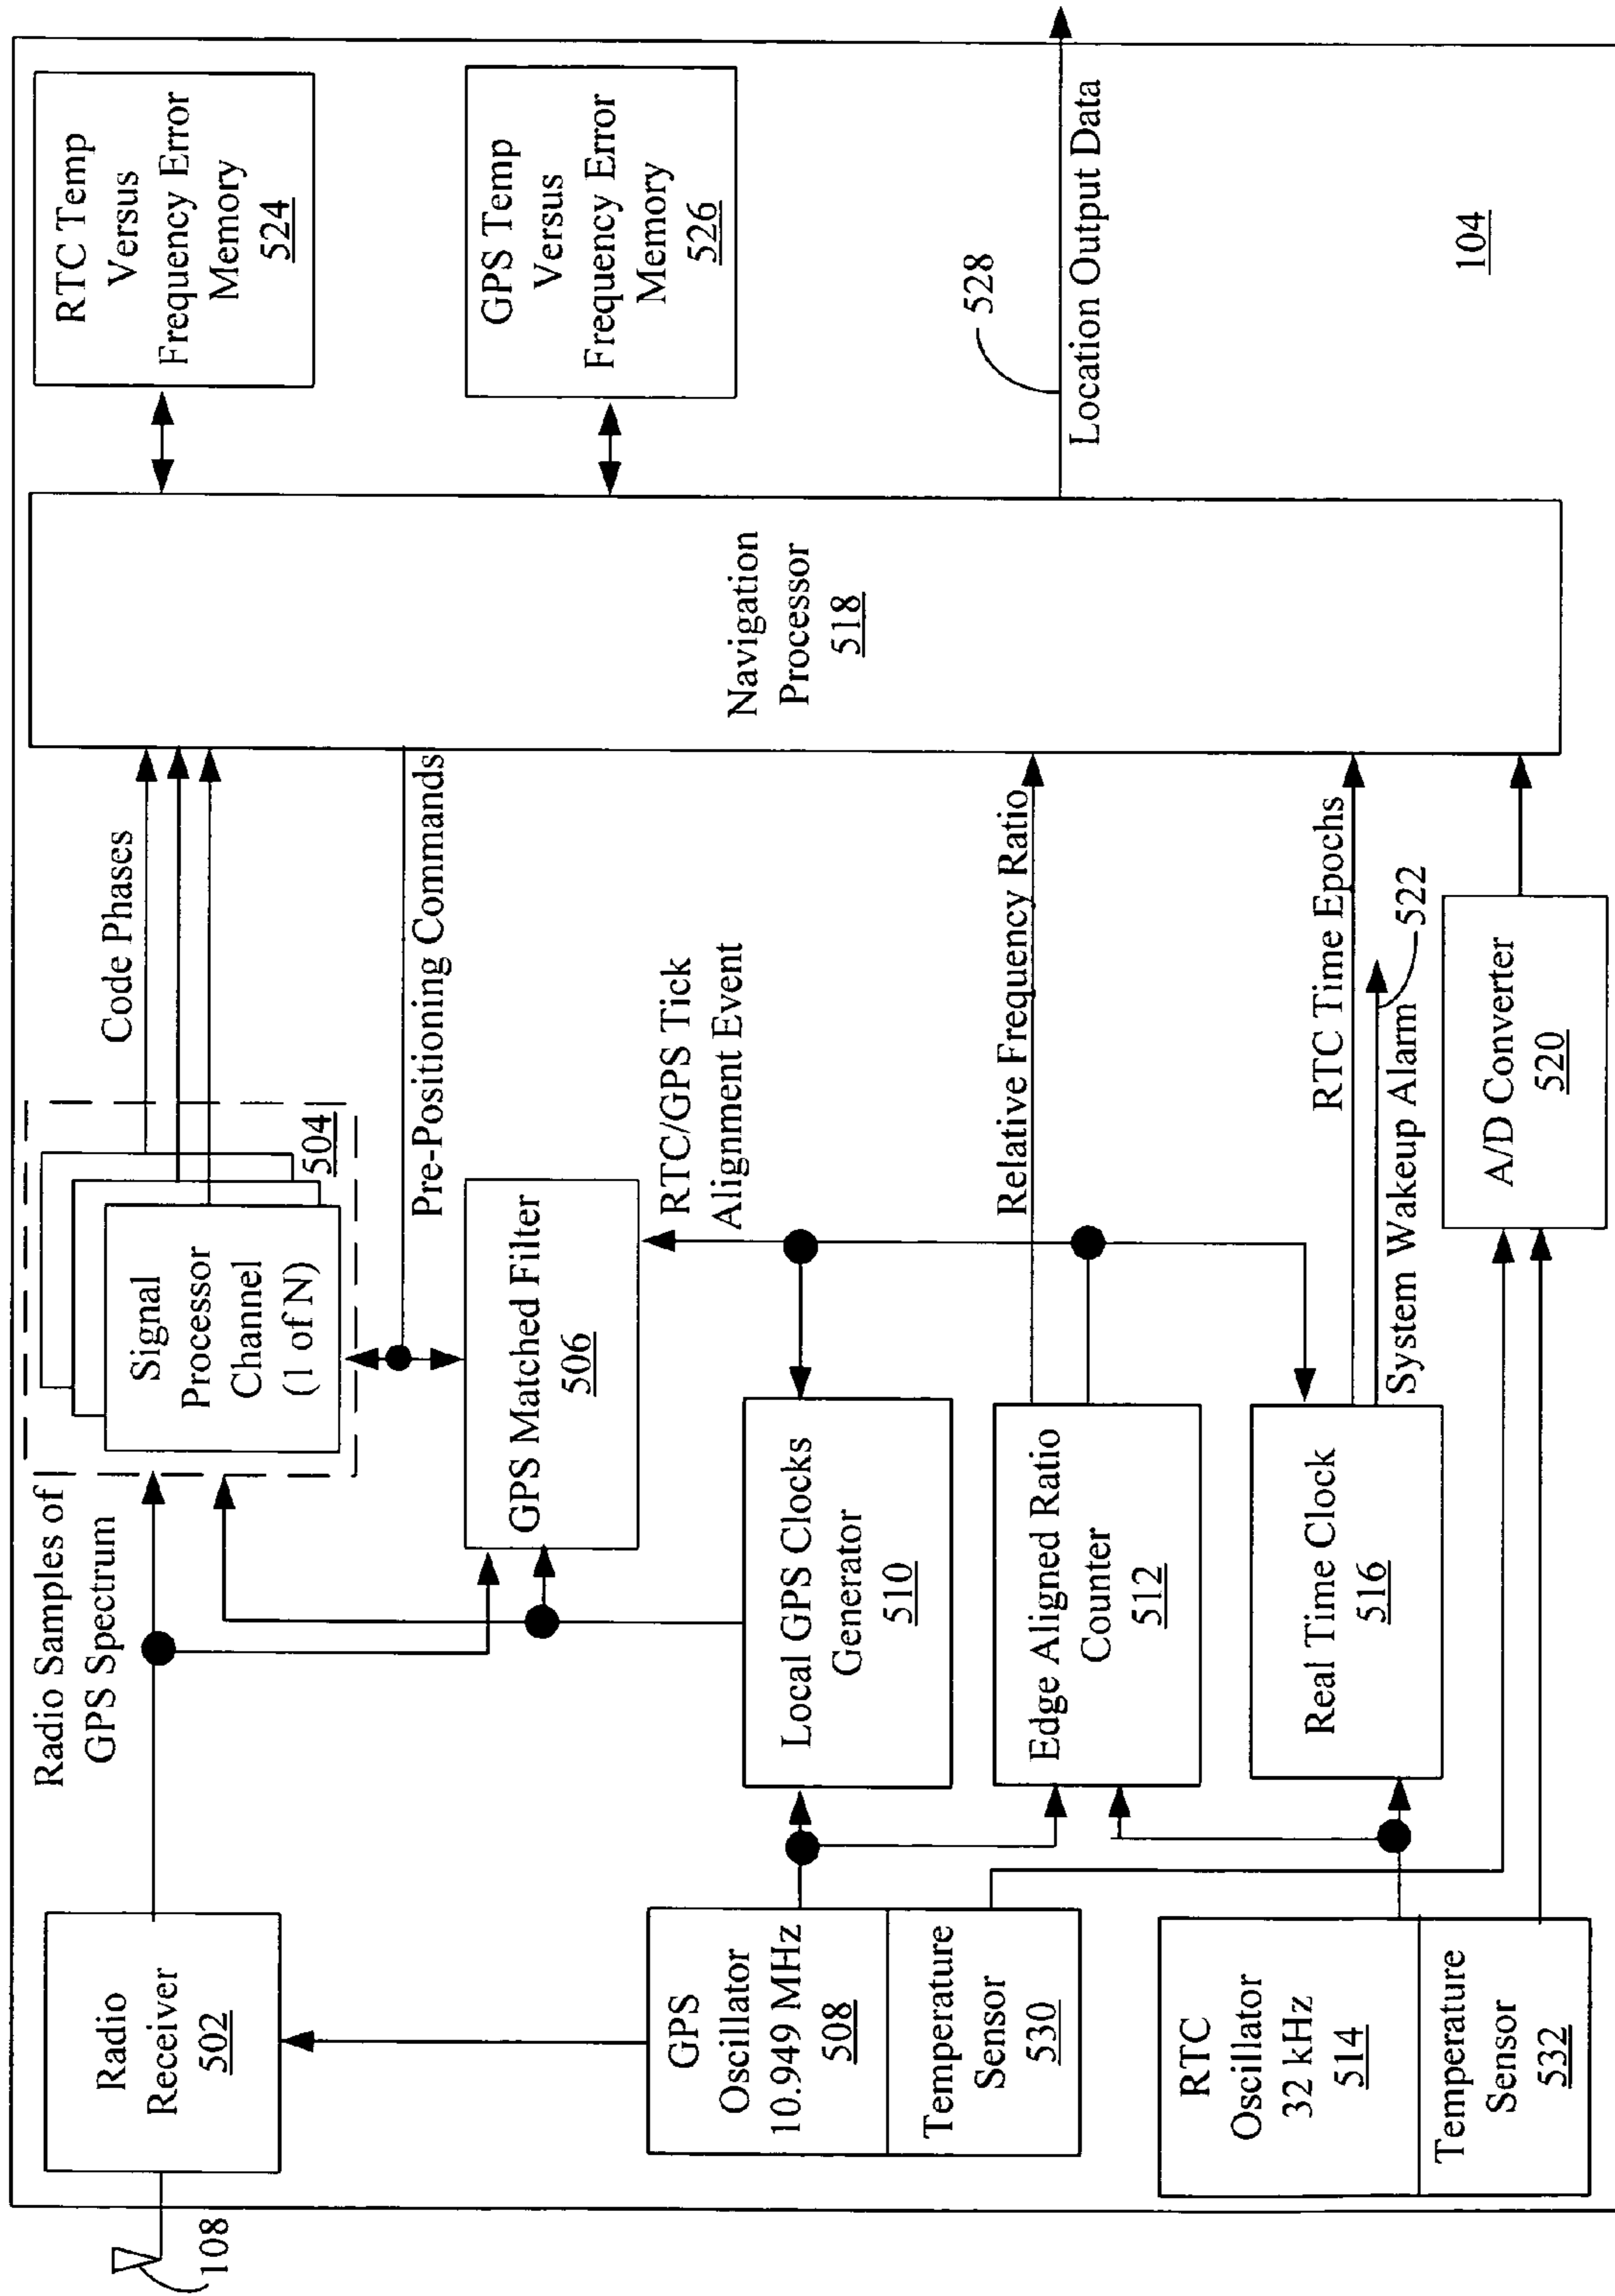 108
Radio
Receiver
502
Radio Samples of
GPS Spectrum
Signal
Processor
Channel
(1 of N)
504
Code Phases
Pre-Positioning Commands
GPS Matched Filter
506
RTC/GPS Tick
Alignment Event
GPS
Oscillator
10.949 MHz
508
Temperature
Sensor
530
Local GPS Clocks
Generator
510
Edge Aligned Ratio
Counter
512
Relative Frequency Ratio
RTC
Oscillator
32 kHz
514
Temperature
Sensor
532
Real Time Clock
516
RTC Time Epochs
System Wakeup Alarm
522
A/D Converter
520
Navigation
Processor
518
RTC Temp
Versus
Frequency Error
Memory
524
GPS Temp
Versus
Frequency Error
Memory
526
528
Location Output Data
104